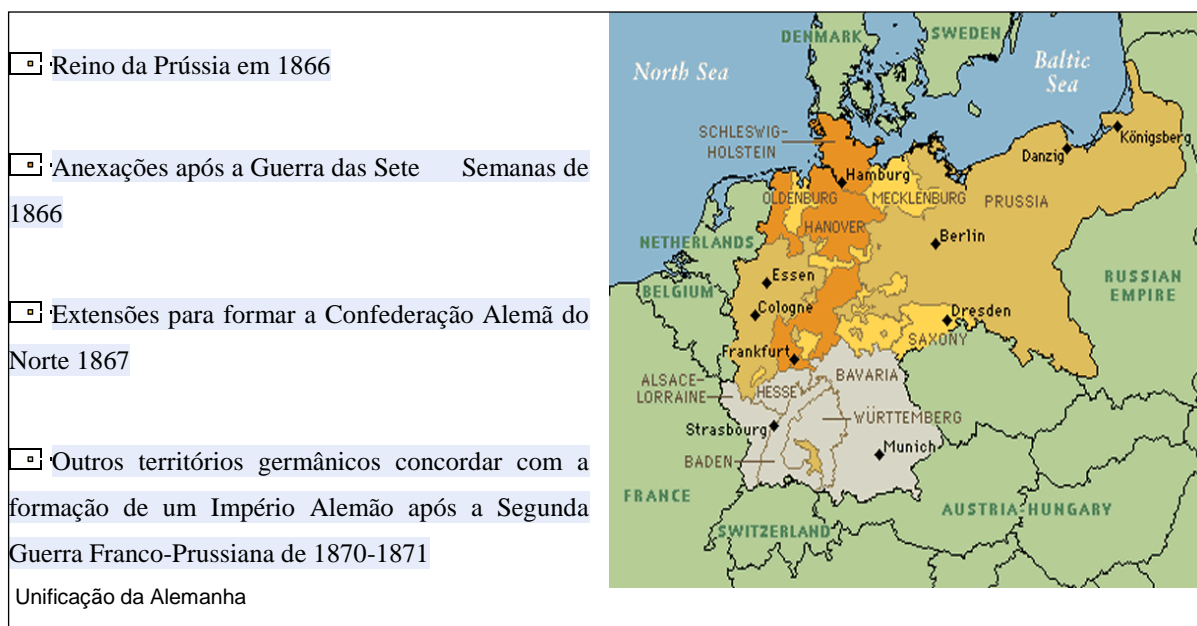 Reino da Prússia em 1866
Anexações após a Guerra das Sete Semanas de
1866
Extensões para formar a Confederação Alemã do
Norte 1867
Outros territórios germânicos concordar com a
formação de um Império Alemão após a Segunda
Guerra Franco-Prussiana de 1870-1871
Unificação da Alemanha
DENMARK
SWEDEN
North Sea
Baltic
Sea
SCHLESWIG-
HOLSTEIN
Königsberg
Danzig
Hamburg
OLDENBURG
MECKLENBURG
PRUSSIA
HANOVER
NETHERLANDS
Berlin
Essen
RUSSIAN
EMPIRE
BELGIUM
Cologne
Dresden
SAXONY
Frankfurt
ALSACE-
LORRAINE
HESSE
BAVARIA
WÜRTTEMBERG
Strasbourg
Munich
BADEN
FRANCE
AUSTRIA-HUNGARY
SWITZERLAND